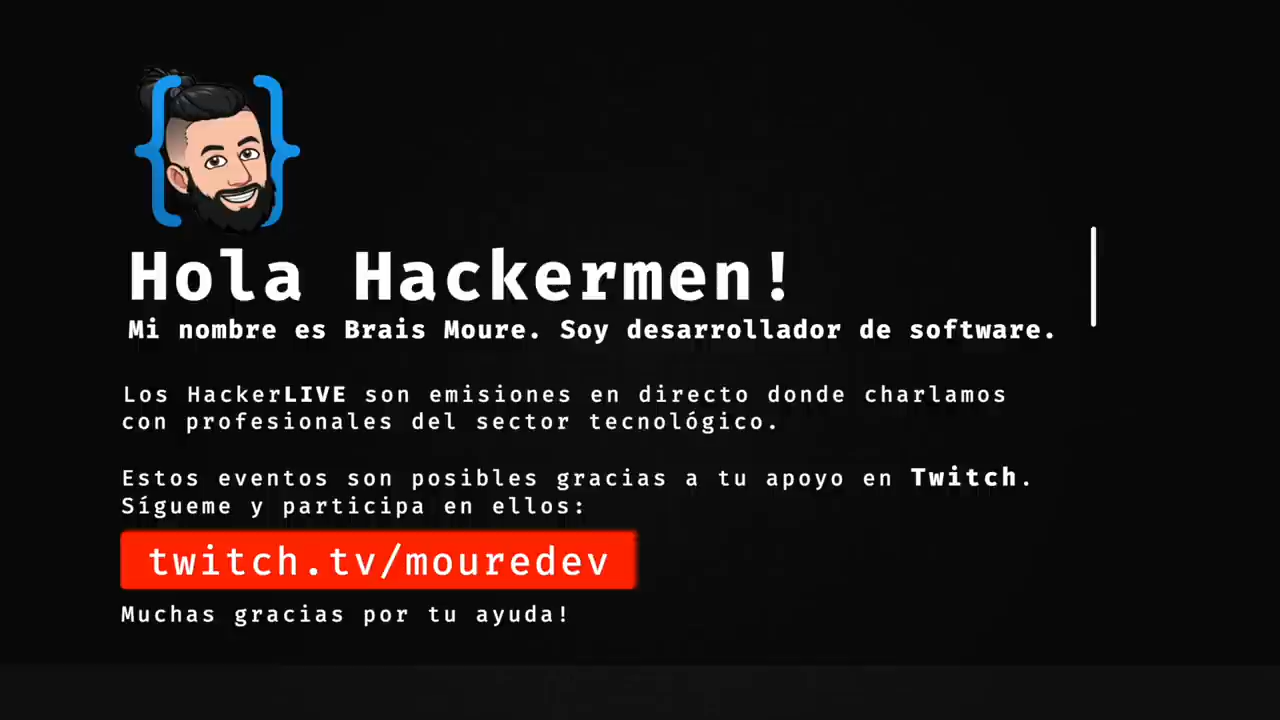 Hola Hackermen!
Mi nombre es Brais Moure. Soy desarrollador de software.
Los HackerLIVE son emisiones en directo donde charlamos
con profesionales del sector tecnológico.
Estos eventos son posibles gracias a tu apoyo en Twitch.
Sígueme y participa en ellos:
twitch.tv/mouredev
Muchas gracias por tu ayuda!